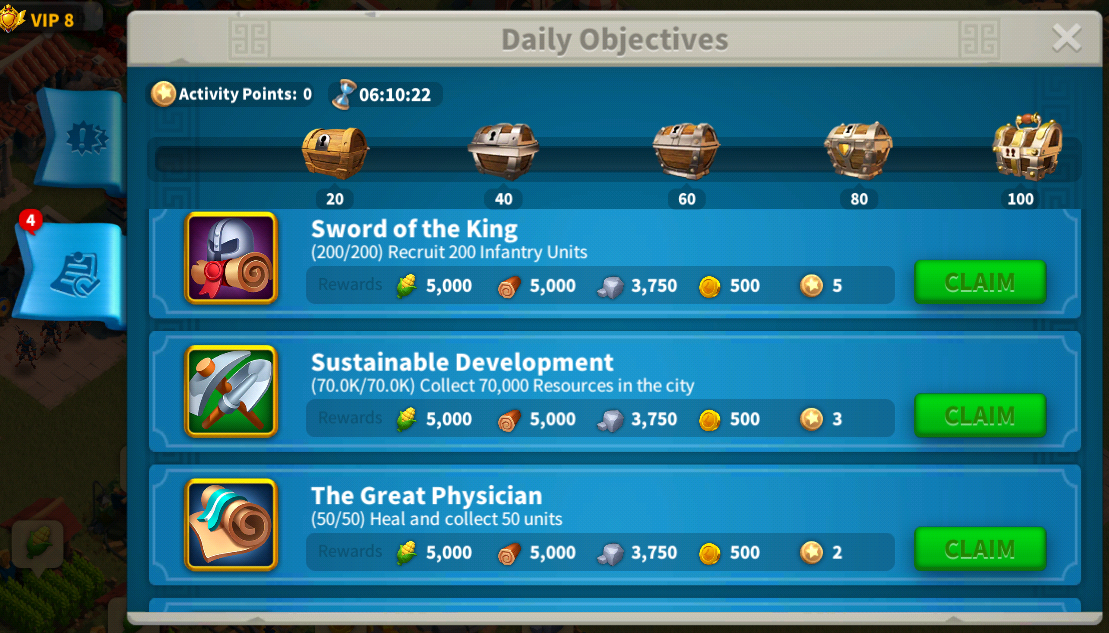 VIP 8
Daily Objectives
Activity Points: 0
06:10:22
20
40
60
80
100
4
Sword of the King
(200/200) Recruit 200 Infantry Units
Rewards 5,000 5,000 3,750 500 5
CLAIM
Sustainable Development
(70.0K/70.0K) Collect 70,000 Resources in the city
Rewards 5,000 5,000 3,750 500 3
CLAIM
The Great Physician
(50/50) Heal and collect 50 units
Rewards 5,000 5,000 3,750 500 2
CLAIM